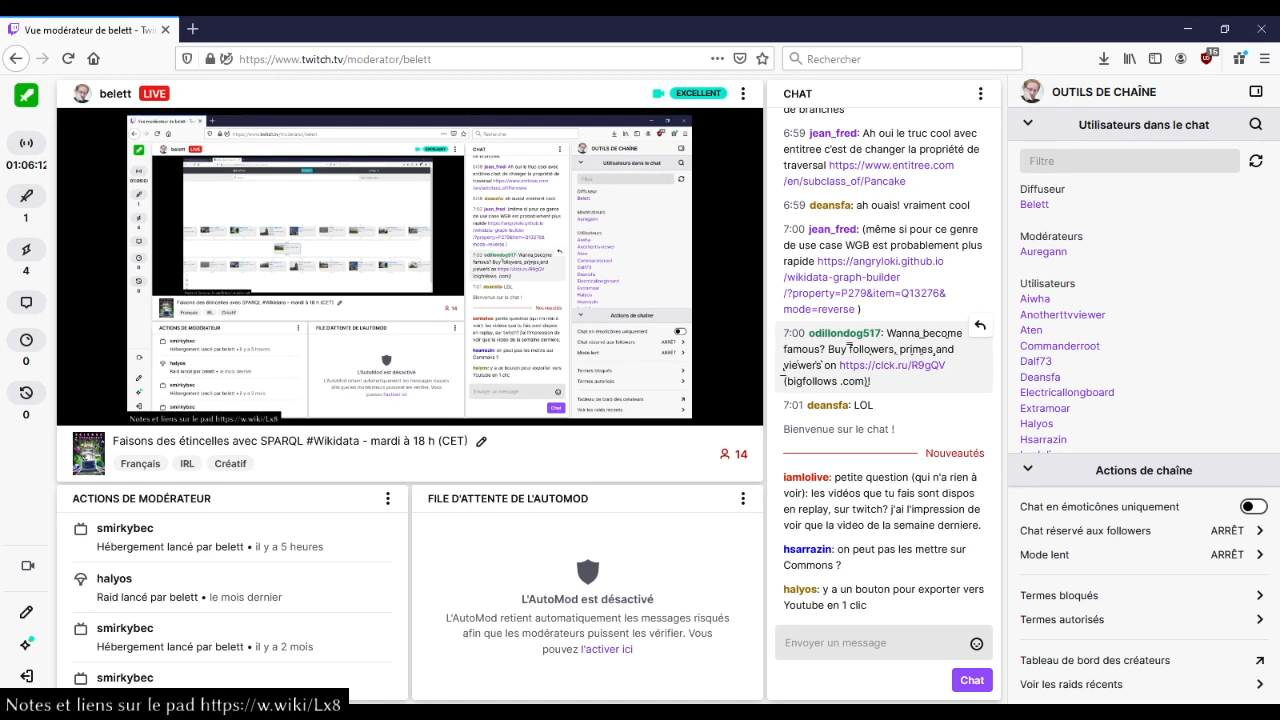 Vue modérateur de belett - Twi
https://www.twitch.tv/moderator/belett
Rechercher
16
01:06:12
1
6
0
0
0
belett LIVE
EXCELLENT
Notes et liens sur le pad https://w.wiki/Lx8
Faisons des étincelles avec SPARQL #Wikidata - mardi à 18 h (CET)
Français IRL Créatif
14
ACTIONS DE MODÉRATEUR
smirkybec
Hébergement lancé par belett • il y a 5 heures
halyos
Raid lancé par belett • le mois dernier
smirkybec
Hébergement lancé par belett • il y a 2 mois
smirkybec
FILE D'ATTENTE DE L'AUTOMOD
L'AutoMod est désactivé
L'AutoMod retient automatiquement les messages risqués
afin que les modérateurs puissent les vérifier. Vous
pouvez l'activer ici
CHAT
de branches
6:59 jean_fred: Ah oui le truc cool avec
entitree c'est de changer la propriété de
traversal https://www.entitree.com
/en/subclass_of/Pancake
6:59 deansfa: ah ouais! vraiment cool
7:00 jean_fred: (même si pour ce genre
de use case WGB est probablement plus
rapide https://angryloki.github.io
/wikidata-graph-builder
/?property=P279&item=Q13276&
mode=reverse )
7:00 odillondog517: Wanna become
famous? Buy followers, primes and
viewers on https://clck.ru/R9gQV
(bigfollows .com)!
7:01 deansfa: LOL
Bienvenue sur le chat !
Nouveautés
iamlolive: petite question (qui n'a rien à
voir): les vidéos que tu fais sont dispos
en replay, sur twitch? j'ai l'impression de
voir que la video de la semaine derniere.
hsarrazin: on peut pas les mettre sur
Commons ?
halyos: y a un bouton pour exporter vers
Youtube en 1 clic
Envoyer un message
Chat
OUTILS DE CHAÎNE
Utilisateurs dans le chat
Filtre
Diffuseur
Belett
Modérateurs
Auregann
Utilisateurs
Aiwha
Anotherttvviewer
Aten
Commanderroot
Dalf73
Deansfa
Electricallongboard
Extramoar
Halyos
Hsarrazin
Actions de chaîne
Chat en émoticônes uniquement
Chat réservé aux followers ARRÊT
Mode lent ARRÊT
Termes bloqués
Termes autorisés
Tableau de bord des créateurs
Voir les raids récents
Notes et liens sur le pad https://w.wiki/Lx8